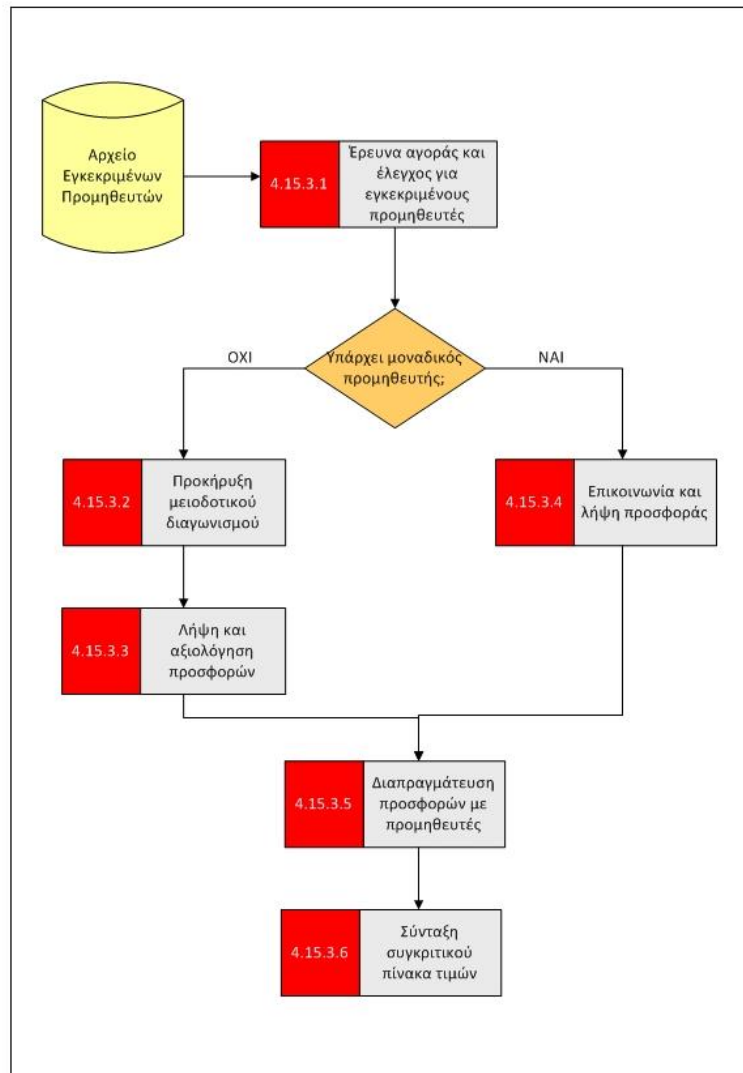 Αρχείο
Εγκεκριμένων
Προμηθευτών
4.15.3.1
Έρευνα αγοράς και
έλεγχος για
εγκεκριμένους
προμηθευτές
Υπάρχει μοναδικός
προμηθευτής;
ΟΧΙ
ΝΑΙ
4.15.3.2
Προκήρυξη
μειοδοτικού
διαγωνισμού
4.15.3.4
Επικοινωνία και
λήψη προσφοράς
4.15.3.3
Λήψη και
αξιολόγηση
προσφορών
4.15.3.5
Διαπραγμάτευση
προσφορών με
προμηθευτές
4.15.3.6
Σύνταξη
συγκριτικού
πίνακα τιμών